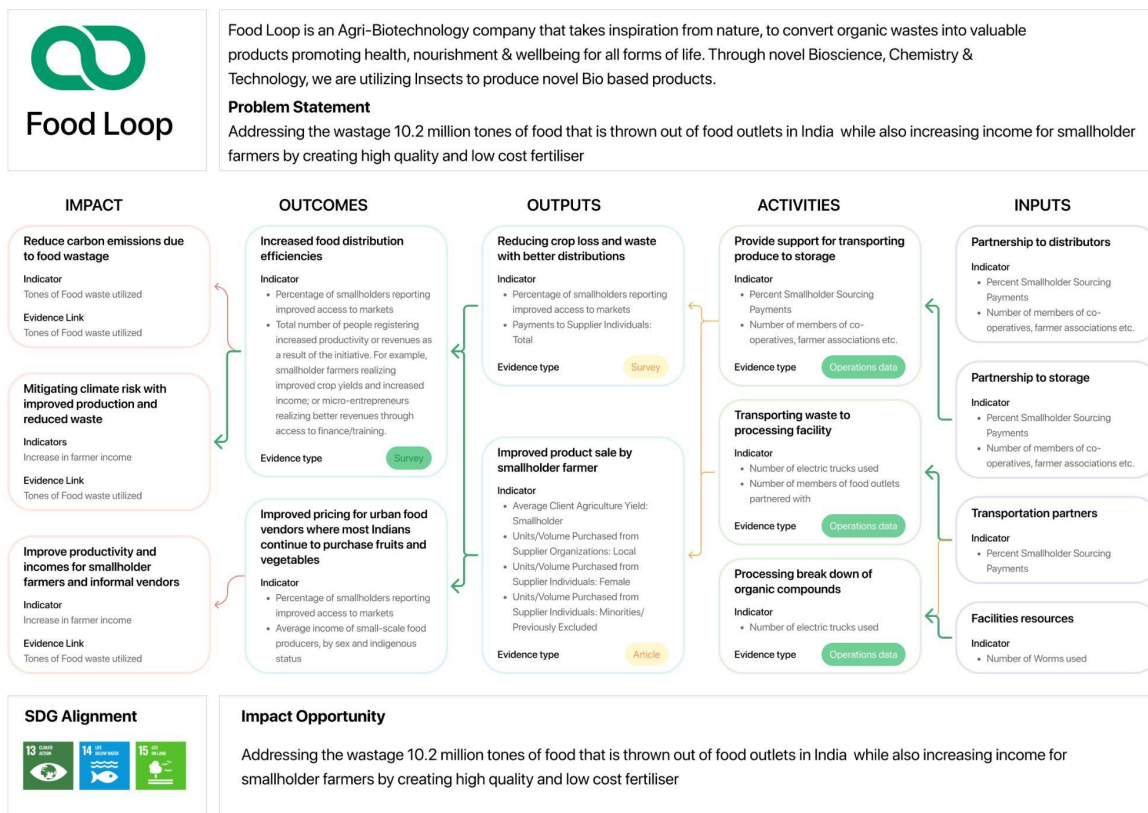 Food Loop
Food Loop is an Agri-Biotechnology company that takes inspiration from nature, to convert organic wastes into valuable
products promoting health, nourishment & wellbeing for all forms of life. Through novel Bioscience, Chemistry &
Technology, we are utilizing Insects to produce novel Bio based products.
Problem Statement
Addressing the wastage 10.2 million tones of food that is thrown out of food outlets in India while also increasing income for smallholder
farmers by creating high quality and low cost fertiliser
IMPACT
Reduce carbon emissions due
to food wastage
Indicator
Tones of Food waste utilized
Evidence Link
Tones of Food waste utilized
Mitigating climate risk with
improved production and
reduced waste
Indicators
Increase in farmer income
Evidence Link
Tones of Food waste utilized
Improve productivity and
incomes for smallholder
farmers and informal vendors
Indicator
Increase in farmer income
Evidence Link
Tones of Food waste utilized
OUTCOMES
Increased food distribution
efficiencies
Indicator
• Percentage of smallholders reporting
improved access to markets
• Total number of people registering
increased productivity or revenues as
a result of the initiative. For example,
smallholder farmers realizing
improved crop yields and increased
income; or micro-entrepreneurs
realizing better revenues through
access to finance/training.
Evidence type Survey
Improved pricing for urban food
vendors where most Indians
continue to purchase fruits and
vegetables
Indicator
• Percentage of smallholders reporting
improved access to markets
• Average income of small-scale food
producers, by sex and indigenous
status
OUTPUTS
Reducing crop loss and waste
with better distributions
Indicator
• Percentage of smallholders reporting
improved access to markets
• Payments to Supplier Individuals:
Total
Evidence type Survey
Improved product sale by
smallholder farmer
Indicator
• Average Client Agriculture Yield:
Smallholder
• Units/Volume Purchased from
Supplier Organizations: Local
• Units/Volume Purchased from
Supplier Individuals: Female
• Units/Volume Purchased from
Supplier Individuals: Minorities/
Previously Excluded
Evidence type Article
ACTIVITIES
Provide support for transporting
produce to storage
Indicator
• Percent Smallholder Sourcing
Payments
• Number of members of co-
operatives, farmer associations etc.
Evidence type Operations data
Transporting waste to
processing facility
Indicator
• Number of electric trucks used
• Number of members of food outlets
partnered with
Evidence type Operations data
Processing break down of
organic compounds
Indicator
• Number of electric trucks used
Evidence type Operations data
INPUTS
Partnership to distributors
Indicator
• Percent Smallholder Sourcing
Payments
• Number of members of co-
operatives, farmer associations etc.
Partnership to storage
Indicator
• Percent Smallholder Sourcing
Payments
• Number of members of co-
operatives, farmer associations etc.
Transportation partners
Indicator
• Percent Smallholder Sourcing
Payments
Facilities resources
Indicator
• Number of Worms used
SDG Alignment
13 CLIMATE
ACTION
14 LIFE
BELOW WATER
15 LIFE
ON LAND
Impact Opportunity
Addressing the wastage 10.2 million tones of food that is thrown out of food outlets in India while also increasing income for
smallholder farmers by creating high quality and low cost fertiliser